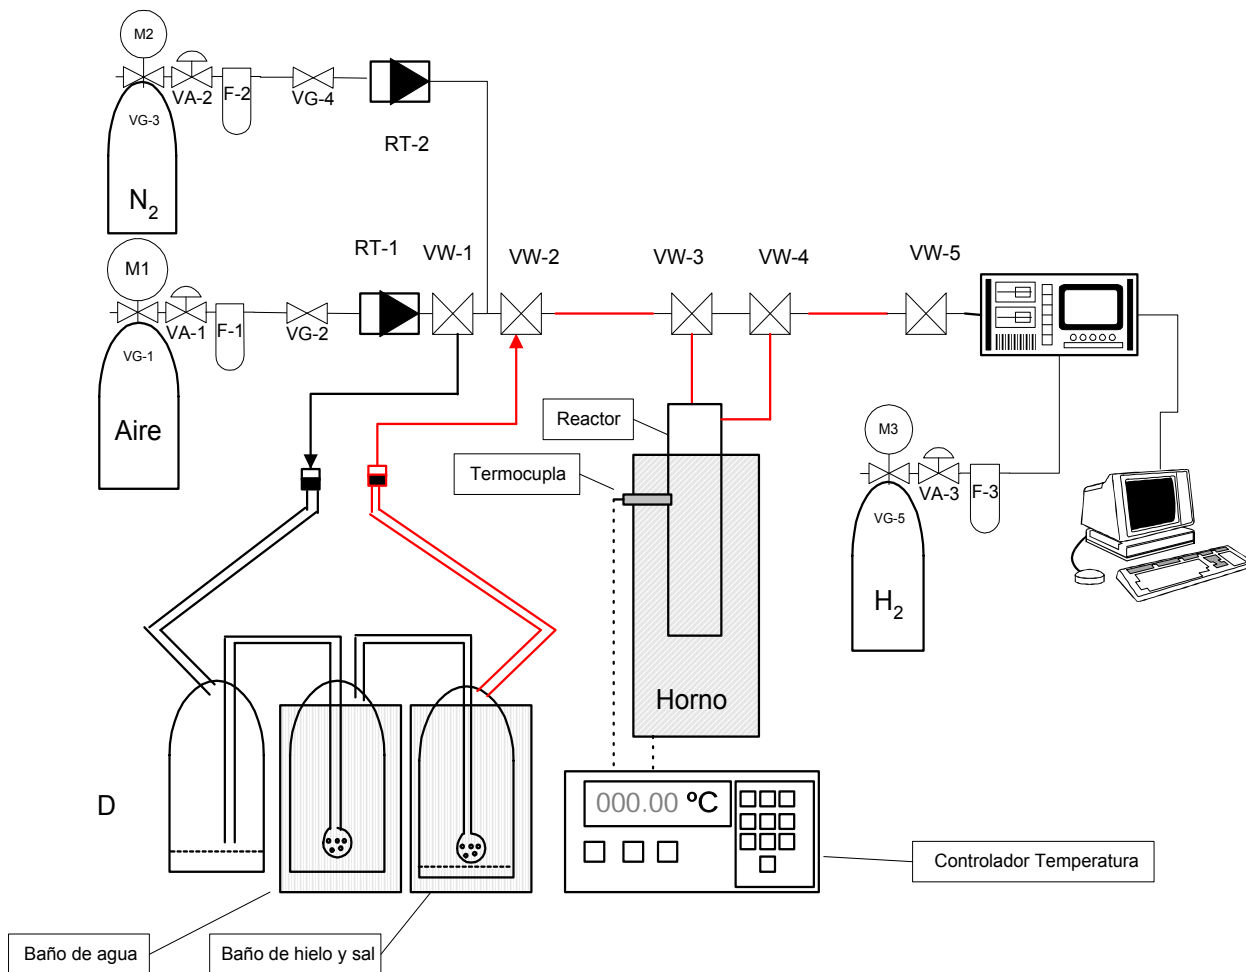 M2
VA-2
F-2
VG-4
VG-3
RT-2
N2
RT-1
VW-1
VW-2
VW-3
VW-4
VW-5
M1
VA-1
F-1
VG-2
VG-1
Aire
Reactor
Termocupla
M3
VA-3
F-3
VG-5
H2
Horno
D
000.00 ºC
Controlador Temperatura
Baño de agua
Baño de hielo y sal